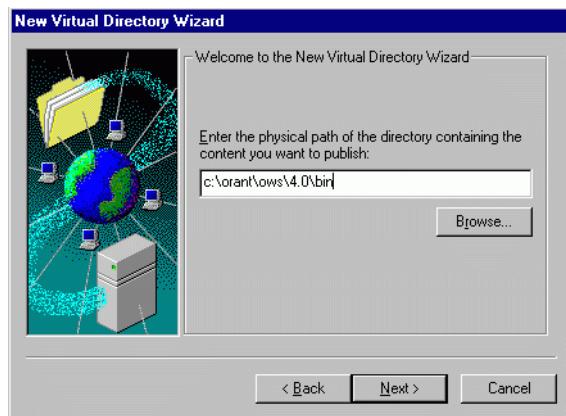 New Virtual Directory Wizard
Welcome to the New Virtual Directory Wizard
Enter the physical path of the directory containing the
content you want to publish:
c:\orant\ows\4.0\bin
Browse...
< Back
Next >
Cancel